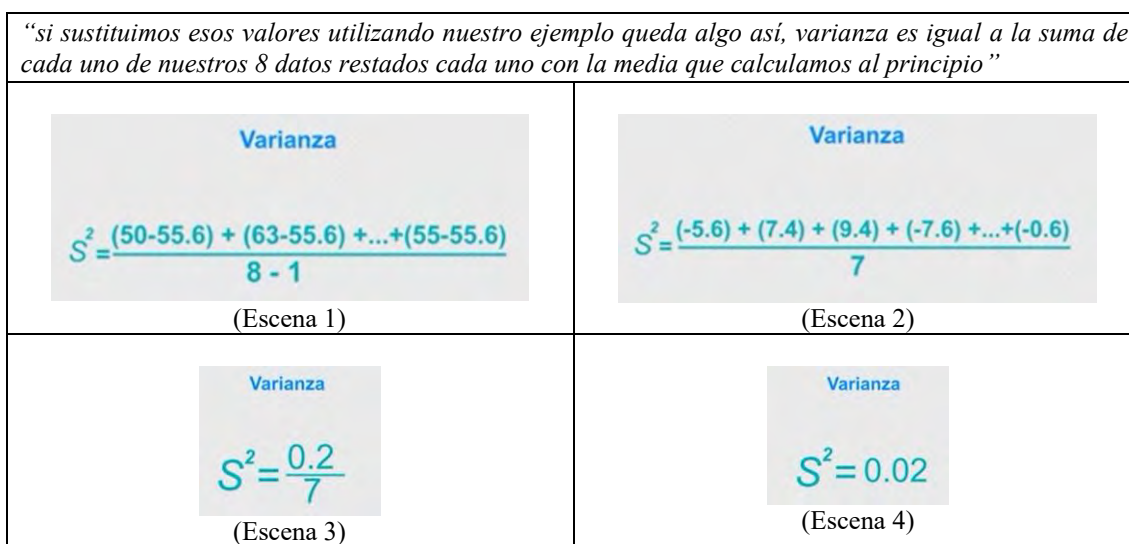 “si sustituimos esos valores utilizando nuestro ejemplo queda algo así, varianza es igual a la suma de
cada uno de nuestros 8 datos restados cada uno con la media que calculamos al principio”
Varianza
S²=(50-55.6) + (63-55.6) +...+(55-55.6)
8 - 1
(Escena 1)
Varianza
S²=(-5.6) + (7.4) + (9.4) + (-7.6) +...+(-0.6)
7
(Escena 2)
Varianza
S²=0.2
7
(Escena 3)
Varianza
S²= 0.02
(Escena 4)